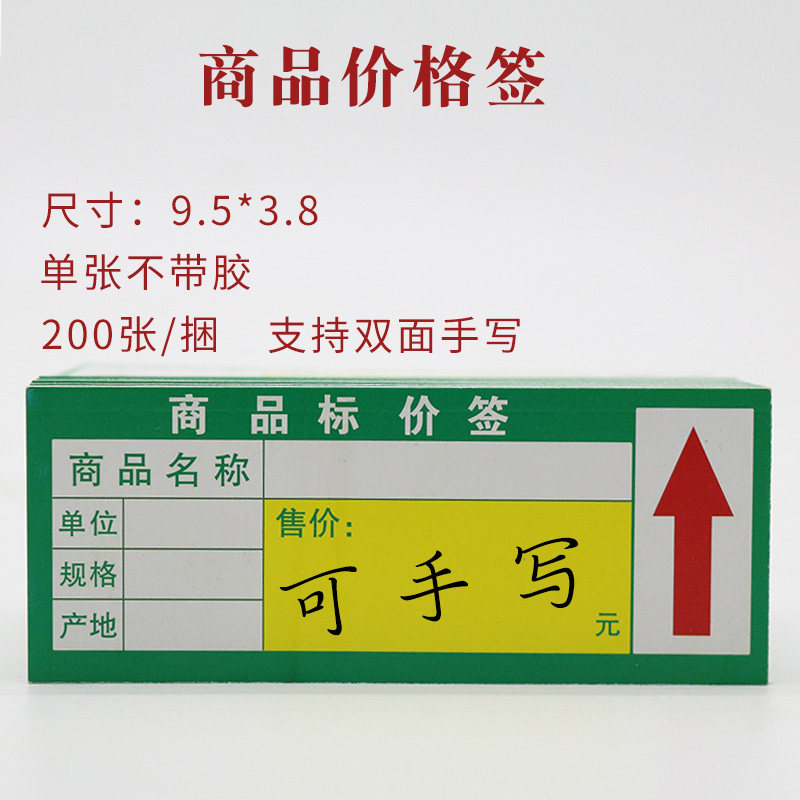 商品价格签
尺寸：9.5*3.8
单张不带胶
200张/捆 支持双面手写
商品标价签
商品名称
单位
售价：
规格
可手写
产地
元